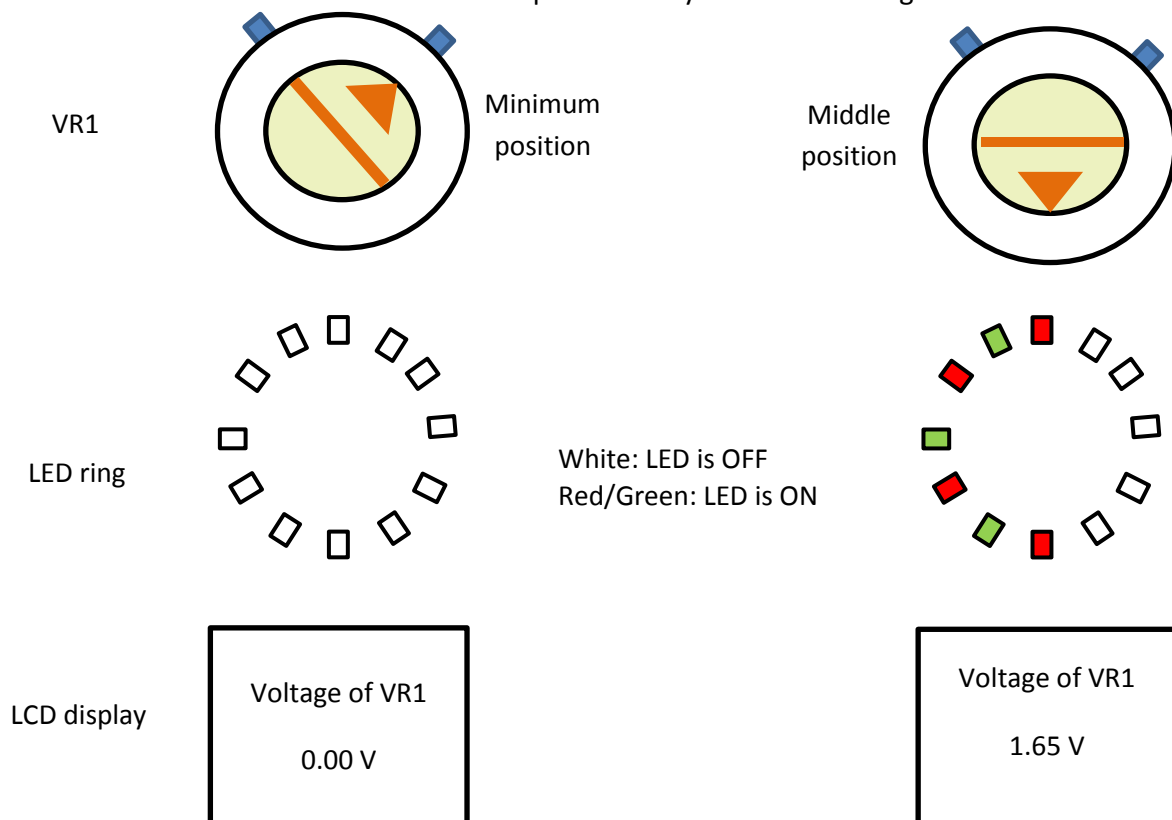 VR1
Minimum
position
Middle
position
LED ring
White: LED is OFF
Red/Green: LED is ON
LCD display
Voltage of VR1
0.00 V
Voltage of VR1
1.65 V